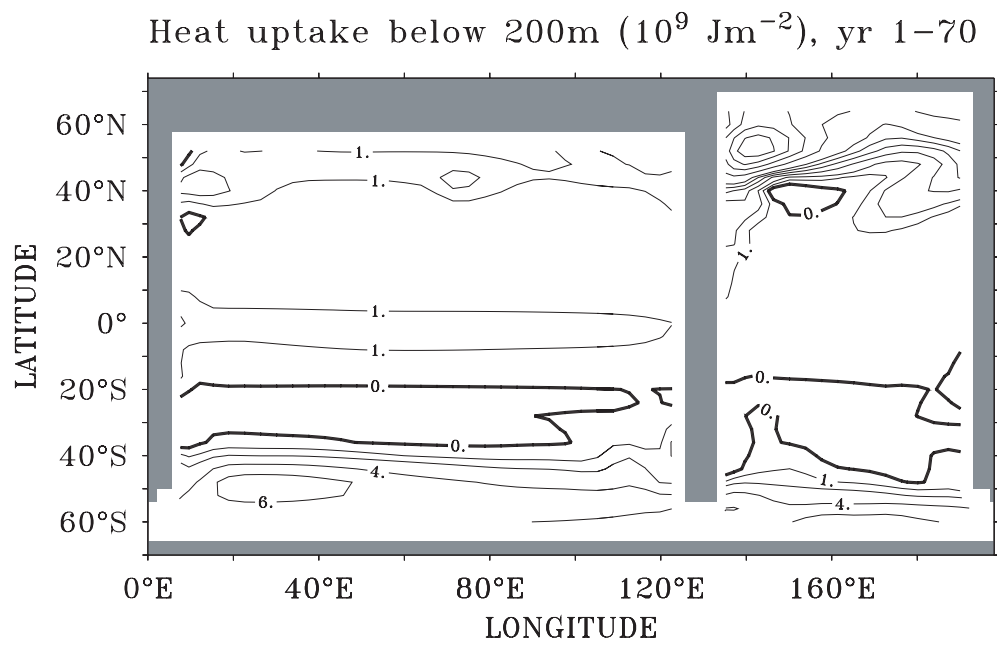 Heat uptake below 200m (10⁹ Jm⁻²), yr 1−70
60°N
40°N
20°N
0°
20°S
40°S
60°S
LATITUDE
1.
1.
1.
1.
0.
0.
4.
6.
0.
1.
0.
0.
1.
4.
0°E 40°E 80°E 120°E 160°E
LONGITUDE